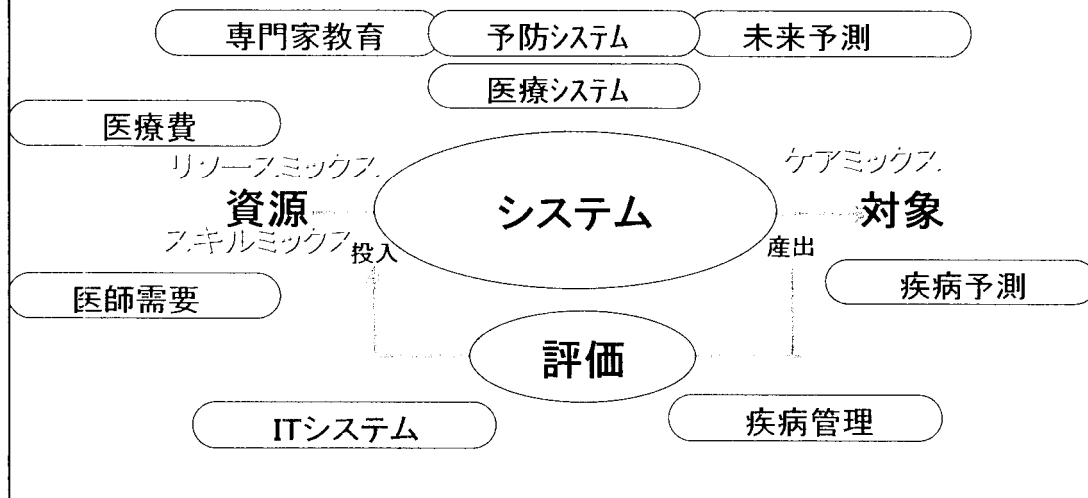 専門家教育
予防システム
未来予測
医療システム
医療費
リソースミックス
ケアミックス
資源
システム
対象
スキルミックス
投入
産出
医師需要
疾病予測
評価
ITシステム
疾病管理